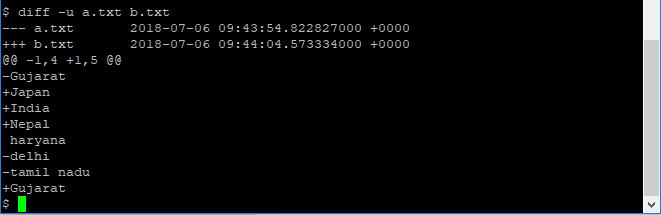 $ diff -u a.txt b.txt
--- a.txt       2018-07-06 09:43:54.822827000 +0000
+++ b.txt       2018-07-06 09:44:04.573334000 +0000
@@ -1,4 +1,5 @@
-Gujarat
+Japan
+India
+Nepal
 haryana
-delhi
-tamil nadu
+Gujarat
$